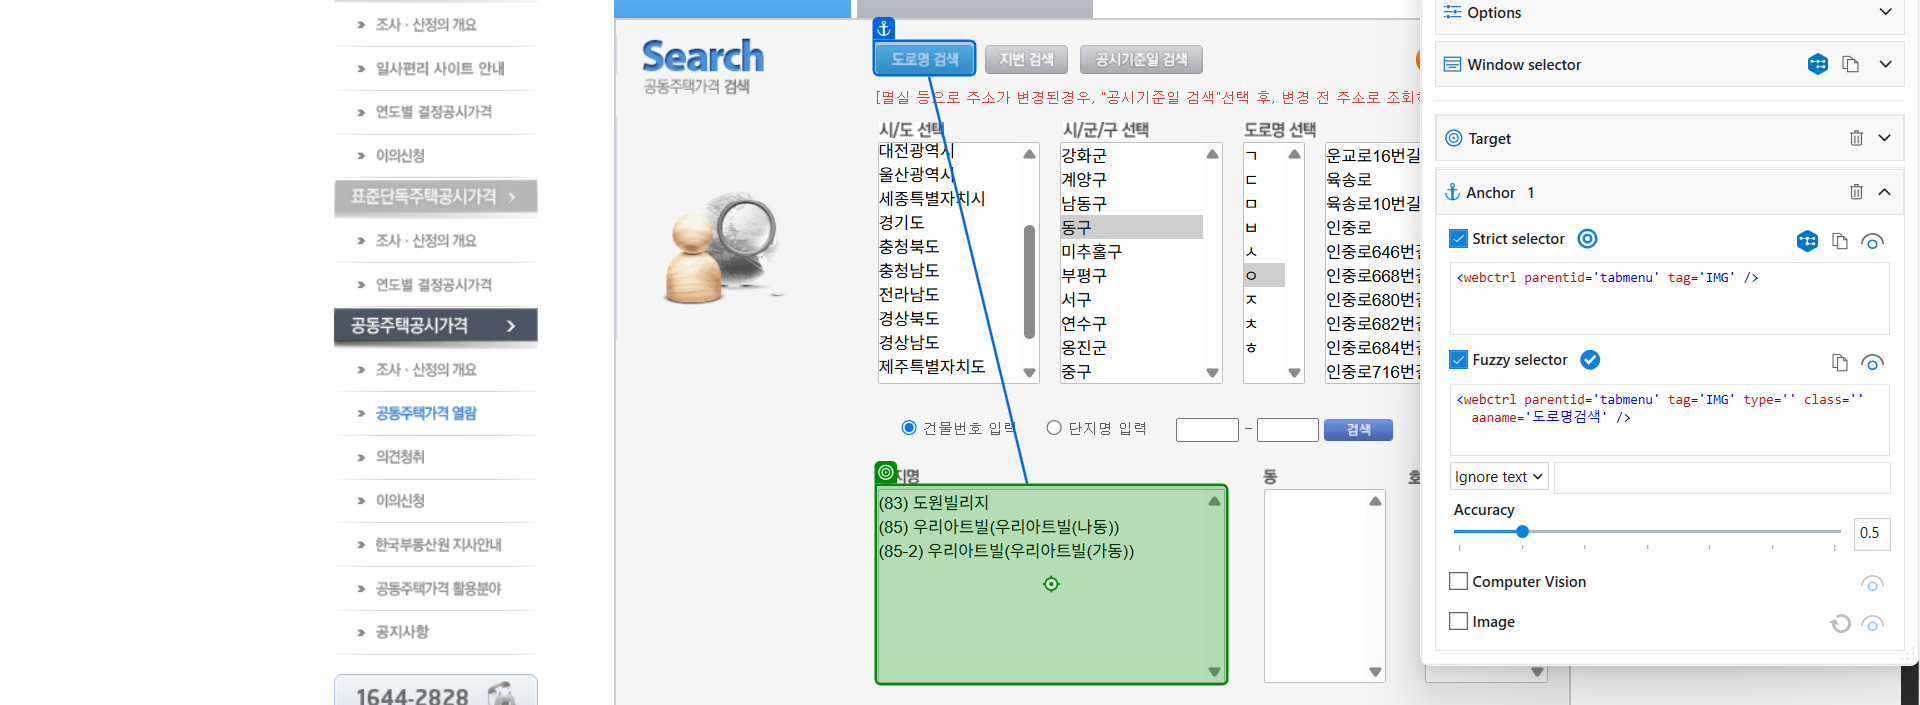 조사 · 산정의 개요
일사편리 사이트 안내
연도별 결정공시가격
이의신청
표준단독주택공시가격
조사 · 산정의 개요
연도별 결정공시가격
공동주택공시가격
조사 · 산정의 개요
공동주택가격 열람
의견청취
이의신청
한국부동산원 지사안내
공동주택가격 활용분야
공지사항
1644-2828
Search
공동주택가격 검색
도로명 검색
지번 검색
공시기준일 검색
[멸실 등으로 주소가 변경된경우, "공시기준일 검색"선택 후, 변경 전 주소로 조회
시/도 선택
대전광역시
울산광역시
세종특별자치시
경기도
충청북도
충청남도
전라남도
경상북도
경상남도
제주특별자치도
시/군/구 선택
강화군
계양구
남동구
동구
미추홀구
부평구
서구
연수구
옹진군
중구
도로명 선택
ㄱ
ㄷ
ㅁ
ㅂ
ㅅ
ㅇ
ㅈ
ㅊ
ㅎ
운교로16번길
육송로
육송로10번길
인중로
인중로646번길
인중로668번길
인중로680번길
인중로682번길
인중로684번길
인중로716번길
건물번호 입력
단지명 입력
-
검색
지명
(83) 도원빌리지
(85) 우리아트빌(우리아트빌(나동))
(85-2) 우리아트빌(우리아트빌(가동))
동
호
Options
Window selector
Target
Anchor 1
Strict selector
<webctrl parentid='tabmenu' tag='IMG' />
Fuzzy selector
<webctrl parentid='tabmenu' tag='IMG' type='' class=''
aaname='도로명검색' />
Ignore text
Accuracy
0.5
Computer Vision
Image